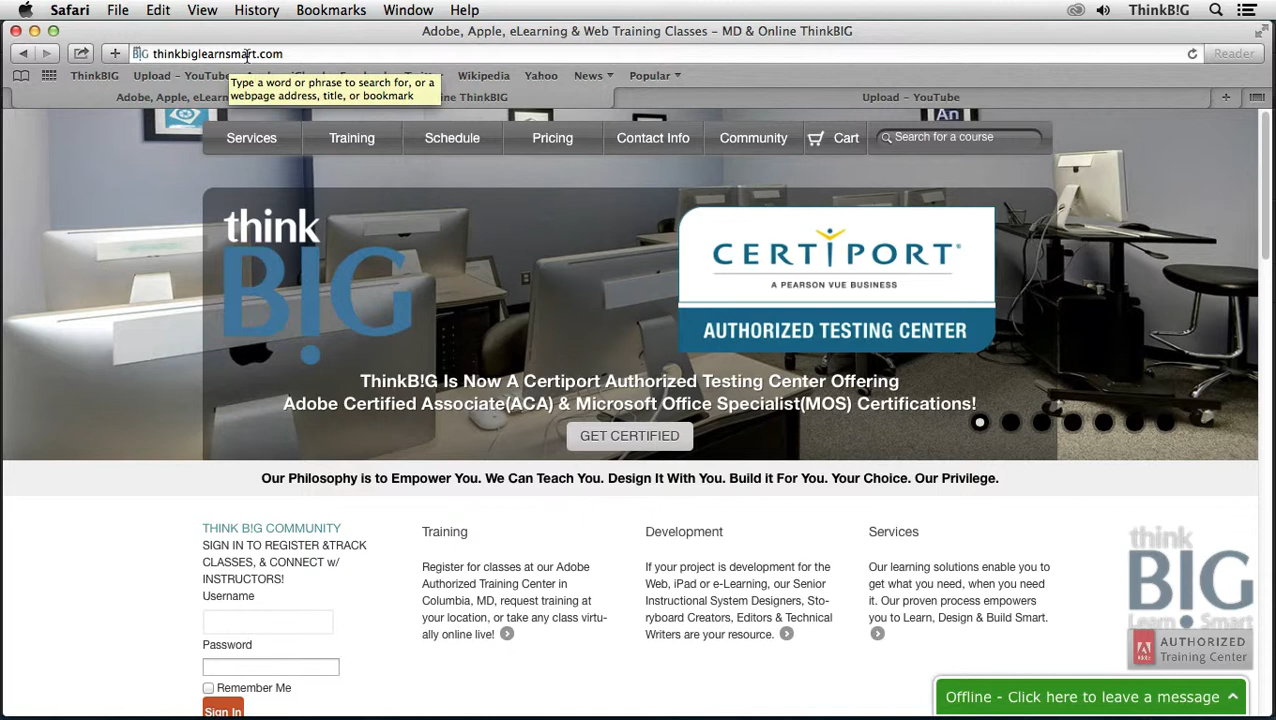 Safari File Edit View History Bookmarks Window Help ThinkB!G
Adobe, Apple, eLearning & Web Training Classes – MD & Online ThinkBIG
B!G thinkbiglearnsmart.com Reader
ThinkBIG Upload – YouTube Wikipedia Yahoo News Popular
Type a word or phrase to search for, or a
webpage address, title, or bookmark
Adobe, Apple, eLearn ne ThinkBIG Upload – YouTube
An
Services Training Schedule Pricing Contact Info Community Cart Search for a course
think
B!G
CERTIPORT®
A PEARSON VUE BUSINESS
AUTHORIZED TESTING CENTER
ThinkB!G Is Now A Certiport Authorized Testing Center Offering
Adobe Certified Associate(ACA) & Microsoft Office Specialist(MOS) Certifications!
GET CERTIFIED
Our Philosophy is to Empower You. We Can Teach You. Design It With You. Build it For You. Your Choice. Our Privilege.
THINK B!G COMMUNITY
SIGN IN TO REGISTER &TRACK
CLASSES, & CONNECT w/
INSTRUCTORS!
Username
Password
Remember Me
Sign In
Training
Register for classes at our Adobe
Authorized Training Center in
Columbia, MD, request training at
your location, or take any class virtu-
ally online live!
Development
If your project is development for the
Web, iPad or e-Learning, our Senior
Instructional System Designers, Sto-
ryboard Creators, Editors & Technical
Writers are your resource.
Services
Our learning solutions enable you to
get what you need, when you need
it. Our proven process empowers
you to Learn, Design & Build Smart.
think
B!G
Learn Smart
AUTHORIZED
Training Center
Offline - Click here to leave a message